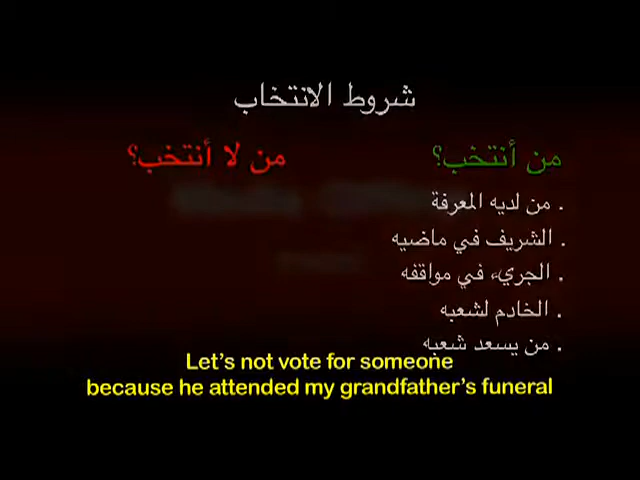 شروط الانتخاب
من أنتخب؟
من لا أنتخب؟
. من لديه المعرفة
. الشريف في ماضيه
. الجريء في مواقفه
. الخادم لشعبه
. من يسعد شعبه
Let's not vote for someone
because he attended my grandfather's funeral